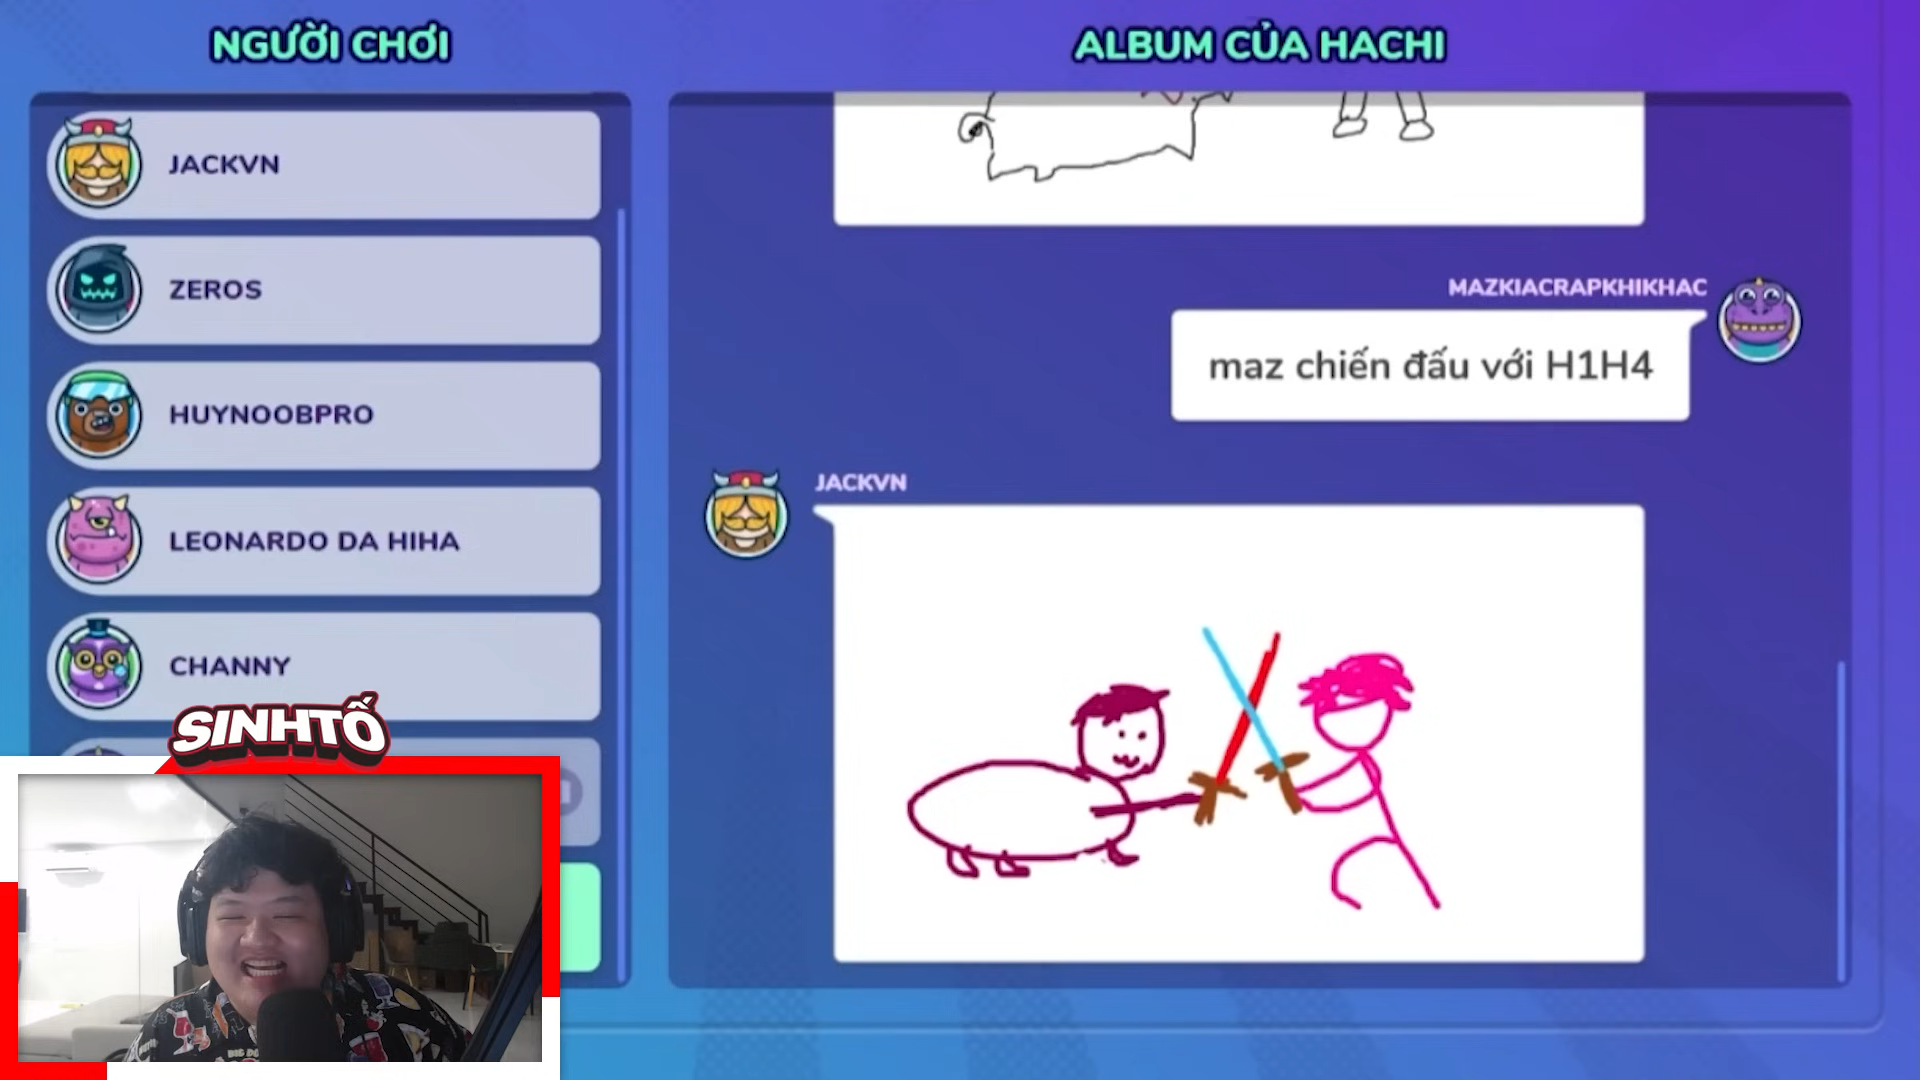 NGƯỜI CHƠI
ALBUM CỦA HACHI
JACKVN
ZEROS
HUYNOOBPRO
LEONARDO DA HIHA
CHANNY
MAZKIACRAPKHIKHAC
maz chiến đấu với H1H4
JACKVN
SINHTỐ